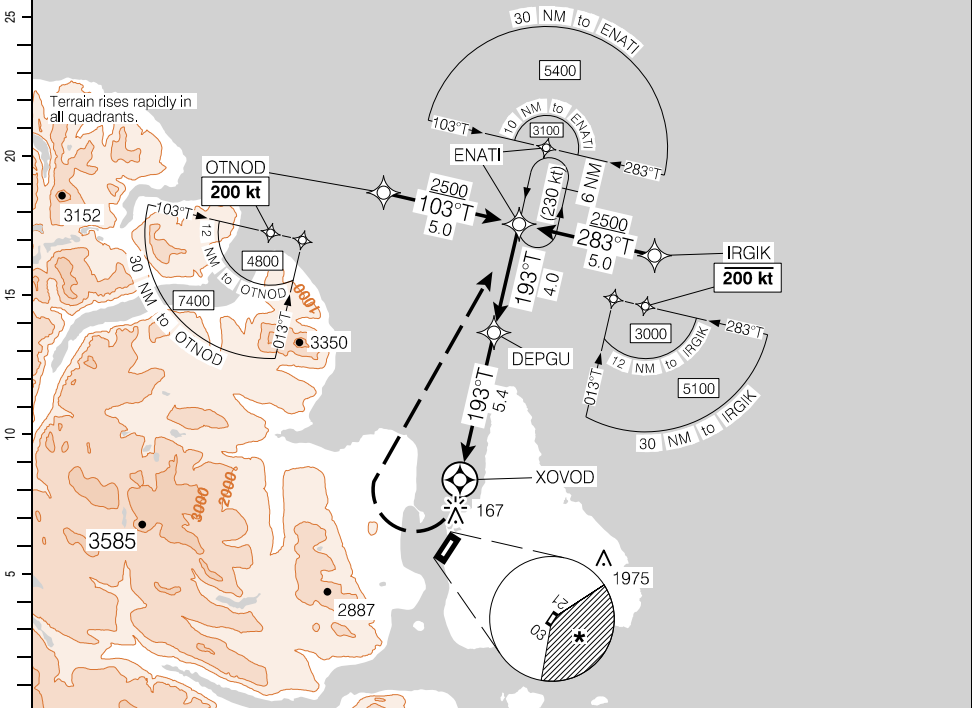 25
20
15
10
5
Terrain rises rapidly in
all quadrants.
3152
OTNOD
200 kt
103°T
12 NM to OTNOD
4800
30 NM to OTNOD
7400
013°T
1000
3350
3000
2000
3585
2887
30 NM to ENATI
5400
10 NM to ENATI
3100
103°T
283°T
ENATI
(230 kt)
6 NM
2500
103°T
5.0
2500
283°T
5.0
IRGIK
200 kt
3000
283°T
12 NM to IRGIK
5100
013°T
30 NM to IRGIK
193°T
4.0
DEPGU
193°T
5.4
XOVOD
167
1975
21
03
*